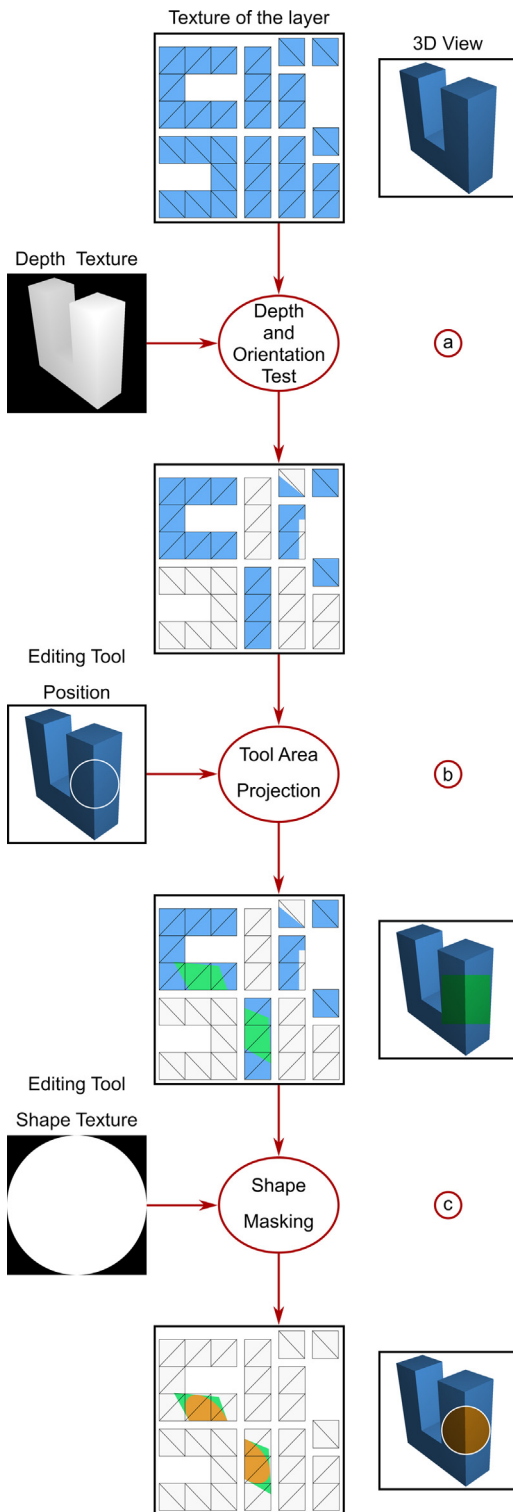 Texture of the layer
3D View
Depth Texture
Depth
and
Orientation
Test
a
Editing Tool
Position
Tool Area
Projection
b
Editing Tool
Shape Texture
Shape
Masking
c